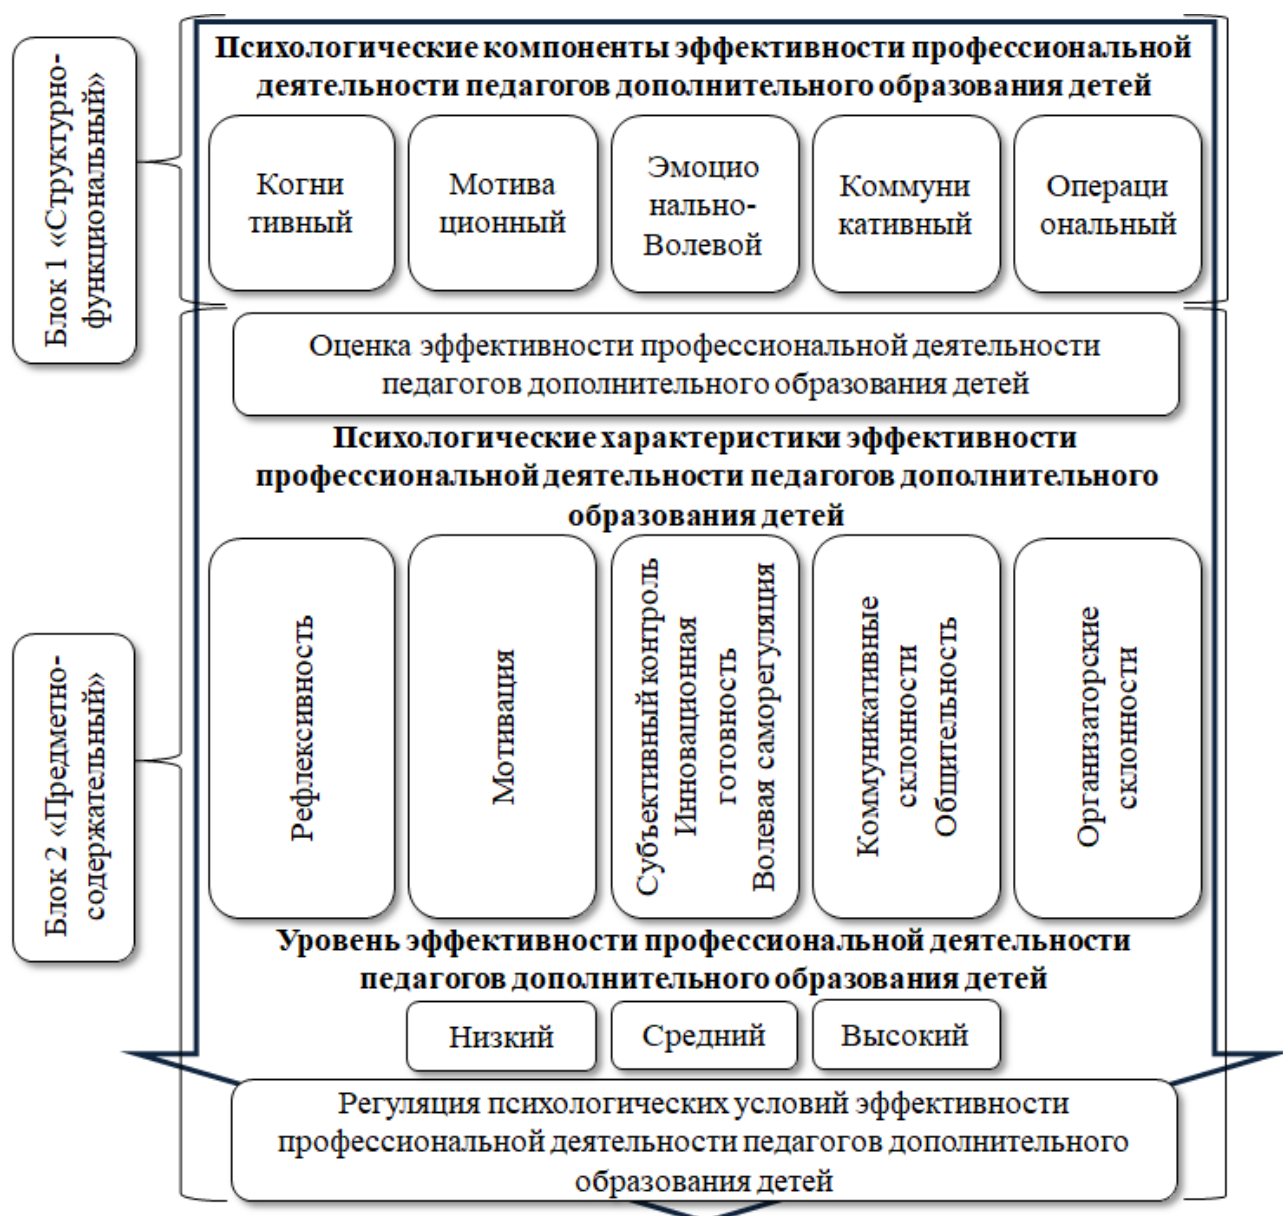 Блок 1 «Структурно-
функциональный»
Психологические компоненты эффективности профессиональной
деятельности педагогов дополнительного образования детей
Когни
тивный
Мотива
ционный
Эмоцио
нально-
Волевой
Коммуни
кативный
Операци
ональный
Блок 2 «Предметно-
содержательный»
Оценка эффективности профессиональной деятельности
педагогов дополнительного образования детей
Психологические характеристики эффективности
профессиональной деятельности педагогов дополнительного
образования детей
Рефлексивность
Мотивация
Субъективный контроль
Инновационная
готовность
Волевая саморегуляция
Коммуникативные
склонности
Общительность
Организаторские
склонности
Уровень эффективности профессиональной деятельности
педагогов дополнительного образования детей
Низкий
Средний
Высокий
Регуляция психологических условий эффективности
профессиональной деятельности педагогов дополнительного
образования детей